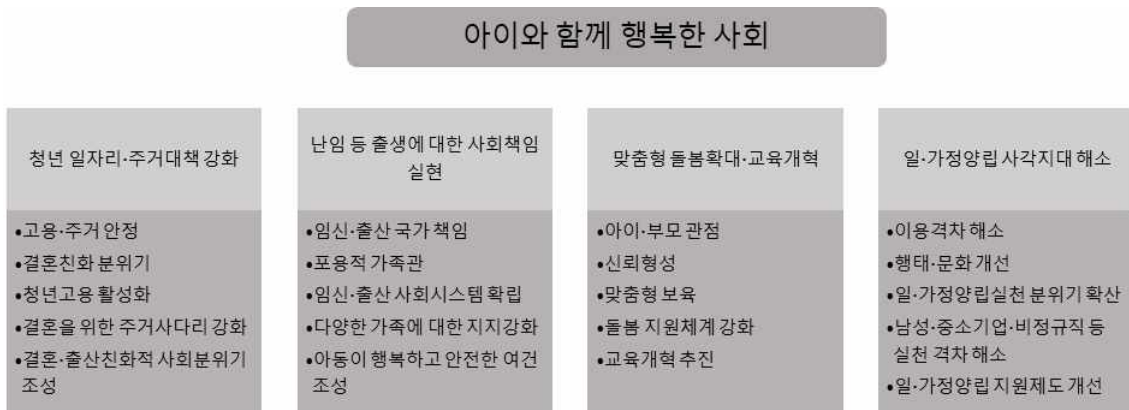 아이와 함께 행복한 사회
청년 일자리·주거대책 강화
•고용·주거 안정
•결혼친화 분위기
•청년고용 활성화
•결혼을 위한 주거사다리 강화
•결혼·출산친화적 사회분위기
조성
난임 등 출생에 대한 사회책임
실현
•임신·출산 국가 책임
•포용적 가족관
•임신·출산 사회시스템 확립
•다양한 가족에 대한 지지강화
•아동이 행복하고 안전한 여건
조성
맞춤형 돌봄확대·교육개혁
•아이·부모 관점
•신뢰형성
•맞춤형 보육
•돌봄 지원체계 강화
•교육개혁 추진
일·가정양립 사각지대 해소
•이용격차 해소
•행태·문화 개선
•일·가정양립실천 분위기 확산
•남성·중소기업·비정규직 등
실천 격차 해소
•일·가정양립 지원제도 개선